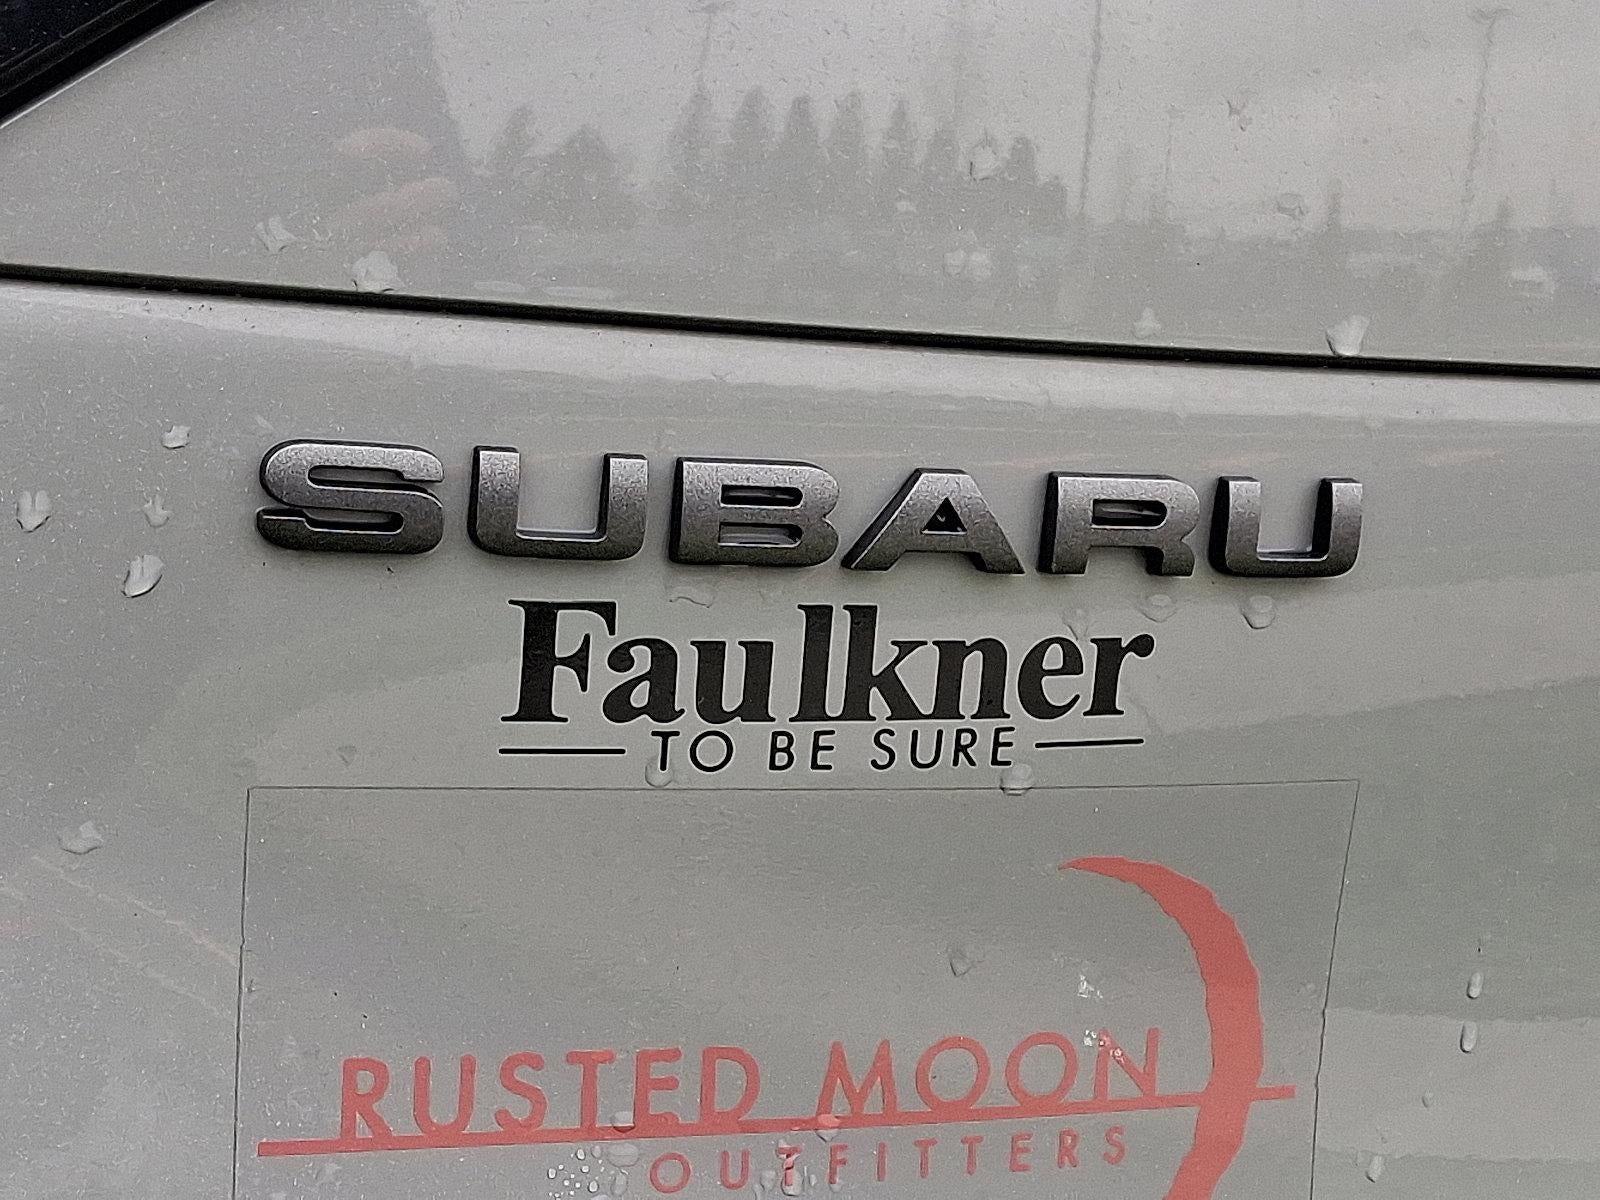 SUBARU
Faulkner
TO BE SURE
RUSTED MOON
OUTFITTERS